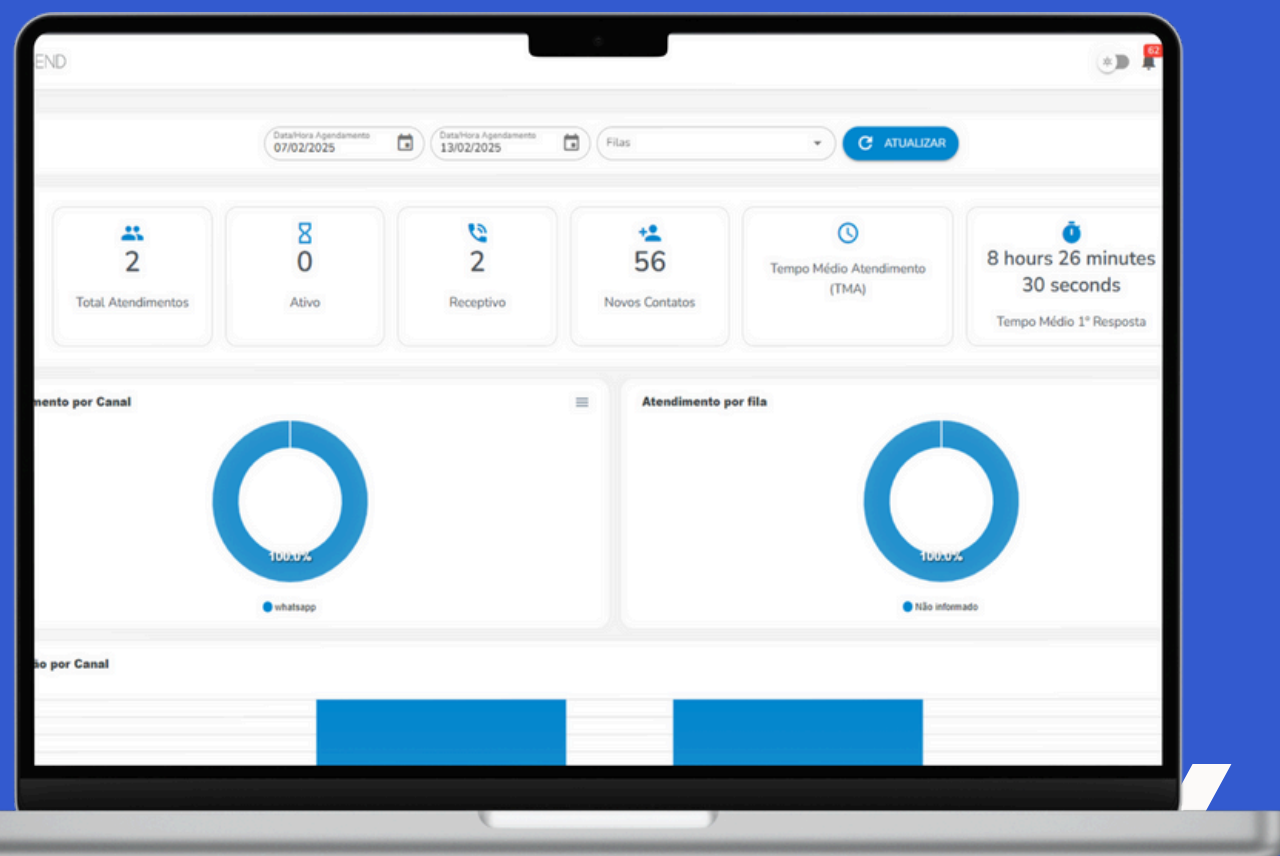 END
62
Data/Hora Agendamento
07/02/2025
Data/Hora Agendamento
13/02/2025
Filas
ATUALIZAR
2
Total Atendimentos
0
Ativo
2
Receptivo
56
Novos Contatos
Tempo Médio Atendimento
(TMA)
8 hours 26 minutes
30 seconds
Tempo Médio 1º Resposta
mento por Canal
Atendimento por fila
100.0%
100.0%
whatsapp
Não informado
ão por Canal